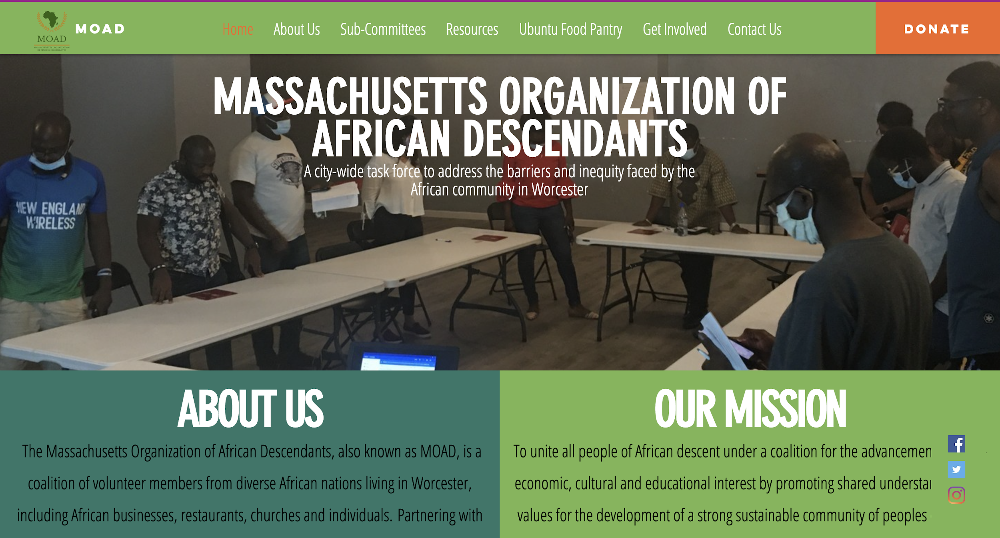 MOAD
MASSACHUSETTS ORGANIZATION
OF AFRICAN DESCENDANTS
MOAD
Home
About Us
Sub-Committees
Resources
Ubuntu Food Pantry
Get Involved
Contact Us
DONATE
MASSACHUSETTS ORGANIZATION OF
AFRICAN DESCENDANTS
A city-wide task force to address the barriers and inequity faced by the
African community in Worcester
NEW ENGLAND
WIRELESS
ABOUT US
The Massachusetts Organization of African Descendants, also known as MOAD, is a
coalition of volunteer members from diverse African nations living in Worcester,
including African businesses, restaurants, churches and individuals. Partnering with
OUR MISSION
To unite all people of African descent under a coalition for the advancemen
economic, cultural and educational interest by promoting shared understa
values for the development of a strong sustainable community of peoples